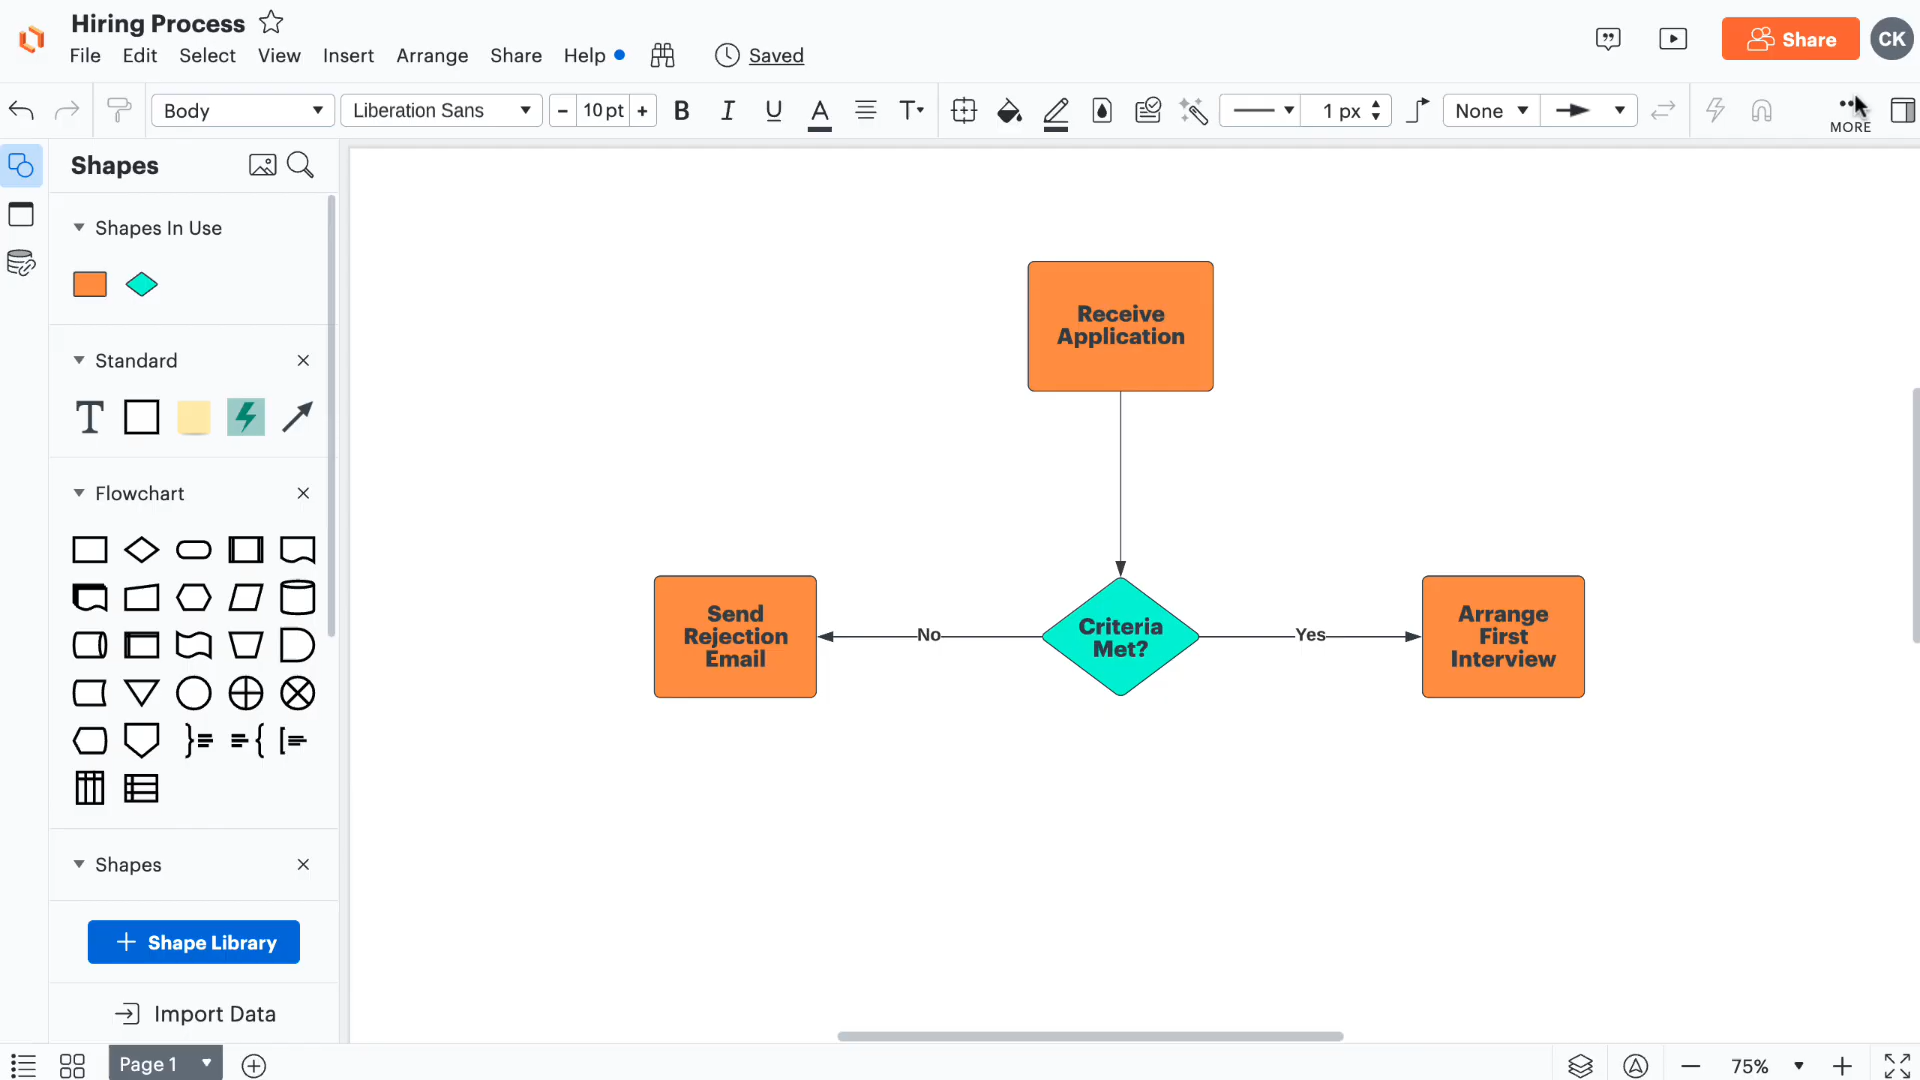 Hiring Process
File Edit Select View Insert Arrange Share Help Saved
Share
CK
Body
Liberation Sans
- 10 pt +
B I U A T
1 px
None
MORE
Shapes
Shapes In Use
Standard
T
Flowchart
Shapes
+ Shape Library
Import Data
Receive
Application
Send
Rejection
Email
No
Criteria
Met?
Yes
Arrange
First
Interview
Page 1
75%